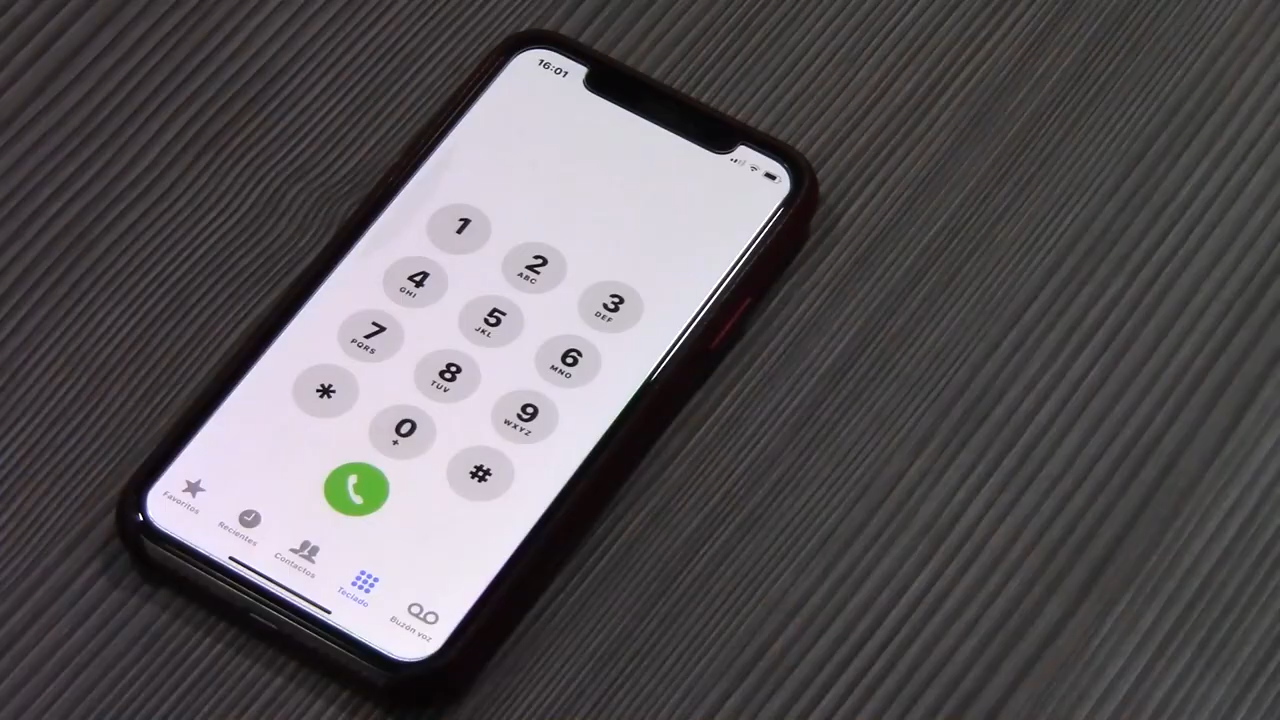 16:01
1
2
ABC
3
DEF
4
GHI
5
JKL
6
MNO
7
PQRS
8
TUV
9
WXYZ
*
0
+
#
Favoritos
Recientes
Contactos
Teclado
Buzón voz